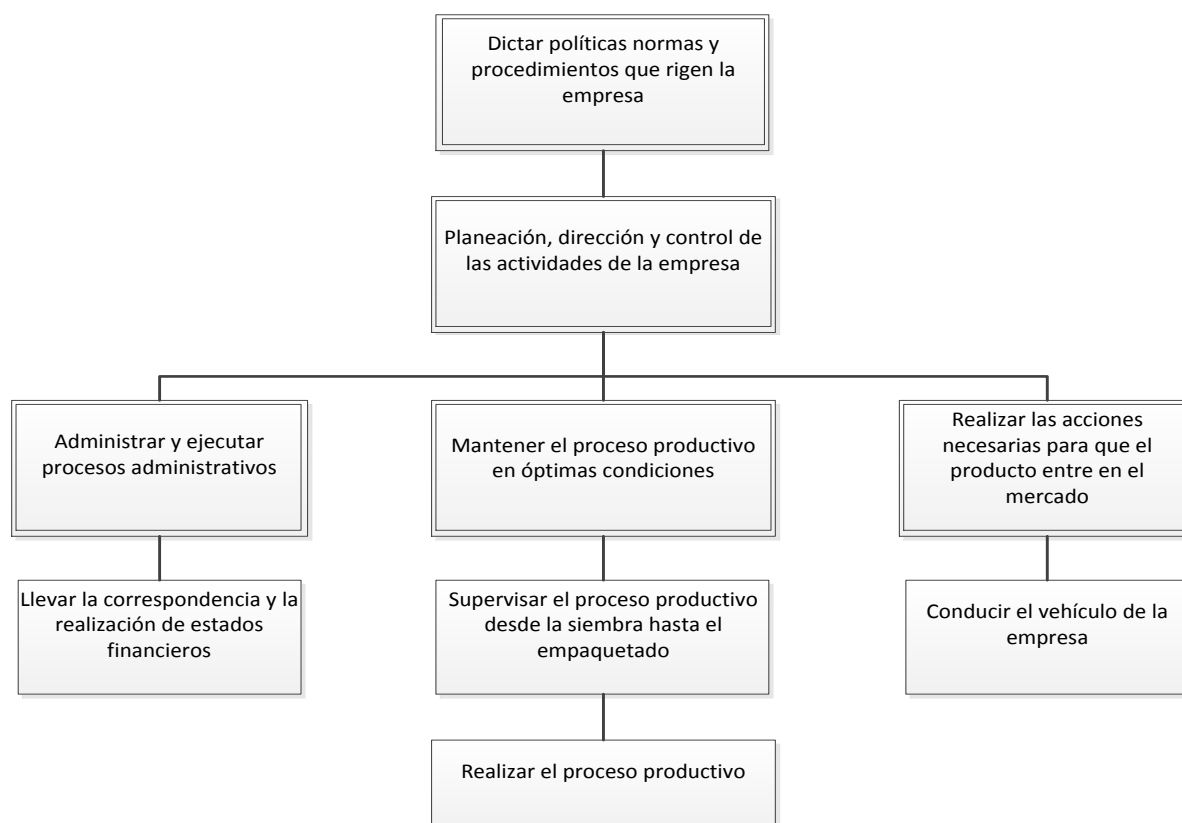 Dictar políticas normas y
procedimientos que rigen la
empresa
Planeación, dirección y control de
las actividades de la empresa
Administrar y ejecutar
procesos administrativos
Mantener el proceso productivo
en óptimas condiciones
Realizar las acciones
necesarias para que el
producto entre en el
mercado
Llevar la correspondencia y la
realización de estados
financieros
Supervisar el proceso productivo
desde la siembra hasta el
empaquetado
Conducir el vehículo de la
empresa
Realizar el proceso productivo